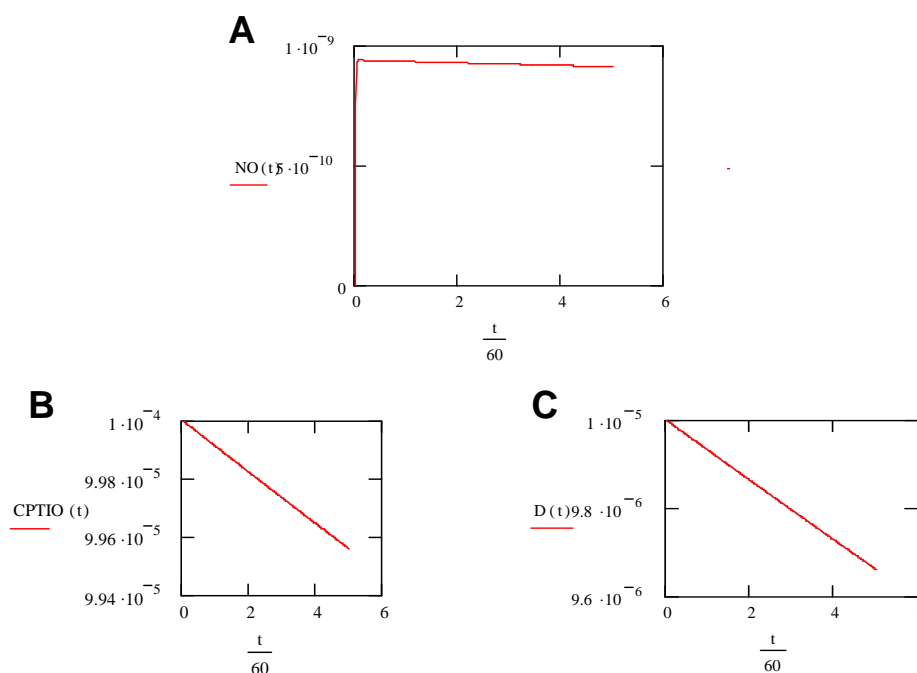 A
1·10⁻⁹
NO(t) 5·10⁻¹⁰
0
0 2 4 6
t
60
B
1·10⁻⁴
9.98·10⁻⁵
CPTIO (t)
9.96·10⁻⁵
9.94·10⁻⁵
0 2 4 6
t
60
C
1·10⁻⁵
D(t) 9.8·10⁻⁶
9.6·10⁻⁶
0 2 4
t
60